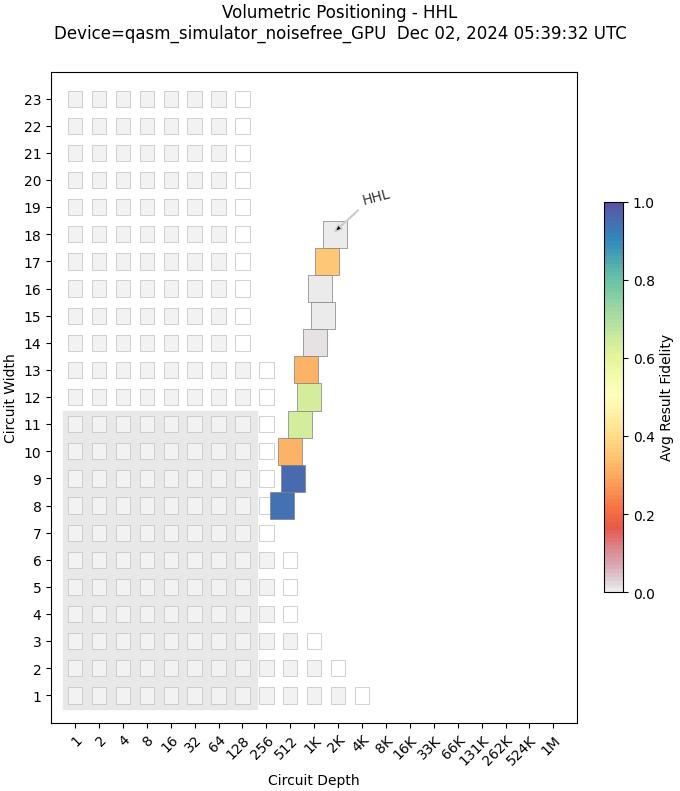 Volumetric Positioning - HHL
Device=qasm_simulator_noisefree_GPU  Dec 02, 2024 05:39:32 UTC
23
22
21
20
19
18
17
16
15
14
13
12
11
10
9
8
7
6
5
4
3
2
1
Circuit Width
HHL
1
2
4
8
16
32
64
128
256
512
1K
2K
4K
8K
16K
33K
66K
131K
262K
524K
1M
Circuit Depth
1.0
0.8
0.6
0.4
0.2
0.0
Avg Result Fidelity